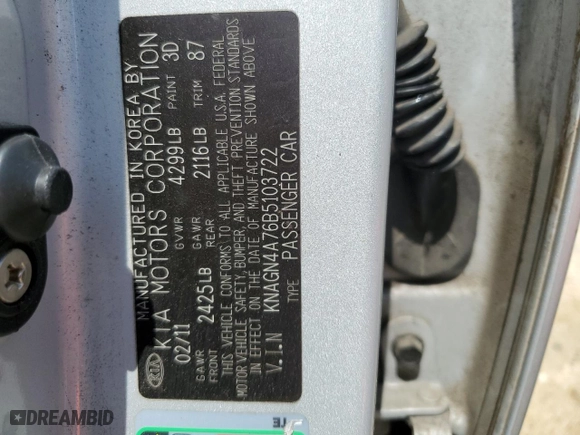 MANUFACTURED IN KOREA BY
KIA MOTORS CORPORATION
02/11 GVWR 4299LB PAINT 3D
GAWR FRONT 2425LB GAWR REAR 2116LB TRIM 87
THIS VEHICLE CONFORMS TO ALL APPLICABLE U.S.A. FEDERAL
MOTOR VEHICLE SAFETY, BUMPER, AND THEFT PREVENTION STANDARDS
IN EFFECT ON THE DATE OF MANUFACTURE SHOWN ABOVE
V.I.N KNAGN4A76B5103722
TYPE PASSENGER CAR
KIA
DREAMBID